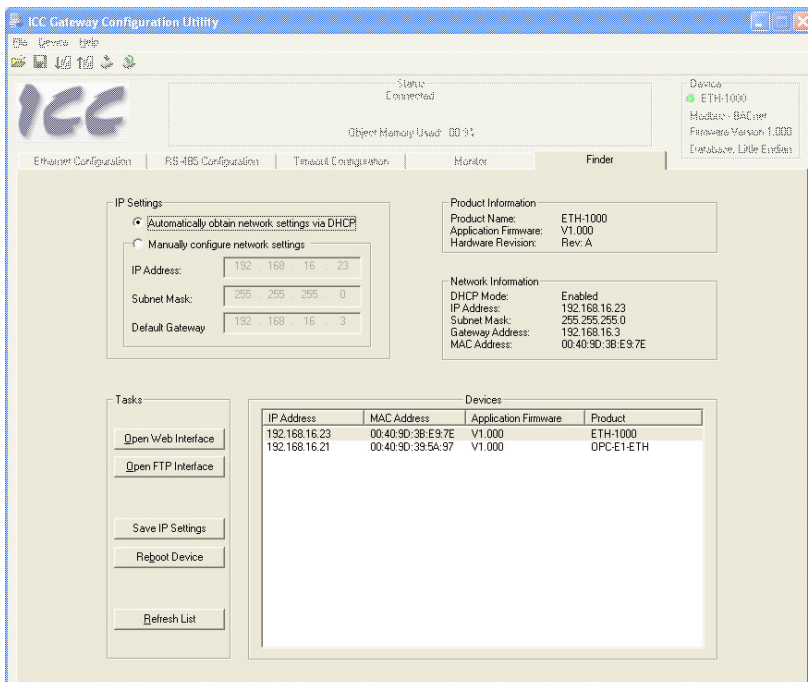 ICC Gateway Configuration Utility
File Device Help
ICC
Status
Connected
Object Memory Used: 00.9%
Device
ETH-1000
Modbus - BACnet
Firmware Version 1.000
Database: Little Endian
Ethernet Configuration
RS-485 Configuration
Timeout Configuration
Monitor
Finder
IP Settings
Automatically obtain network settings via DHCP
Manually configure network settings
IP Address: 192 . 168 . 16 . 23
Subnet Mask: 255 . 255 . 255 . 0
Default Gateway 192 . 168 . 16 . 3
Product Information
Product Name: ETH-1000
Application Firmware: V1.000
Hardware Revision: Rev: A
Network Information
DHCP Mode: Enabled
IP Address: 192.168.16.23
Subnet Mask: 255.255.255.0
Gateway Address: 192.168.16.3
MAC Address: 00:40:9D:3B:E9:7E
Tasks
Open Web Interface
Open FTP Interface
Save IP Settings
Reboot Device
Refresh List
Devices
IP Address MAC Address Application Firmware Product
192.168.16.23 00:40:9D:3B:E9:7E V1.000 ETH-1000
192.168.16.21 00:40:9D:39:5A:97 V1.000 OPC-E1-ETH